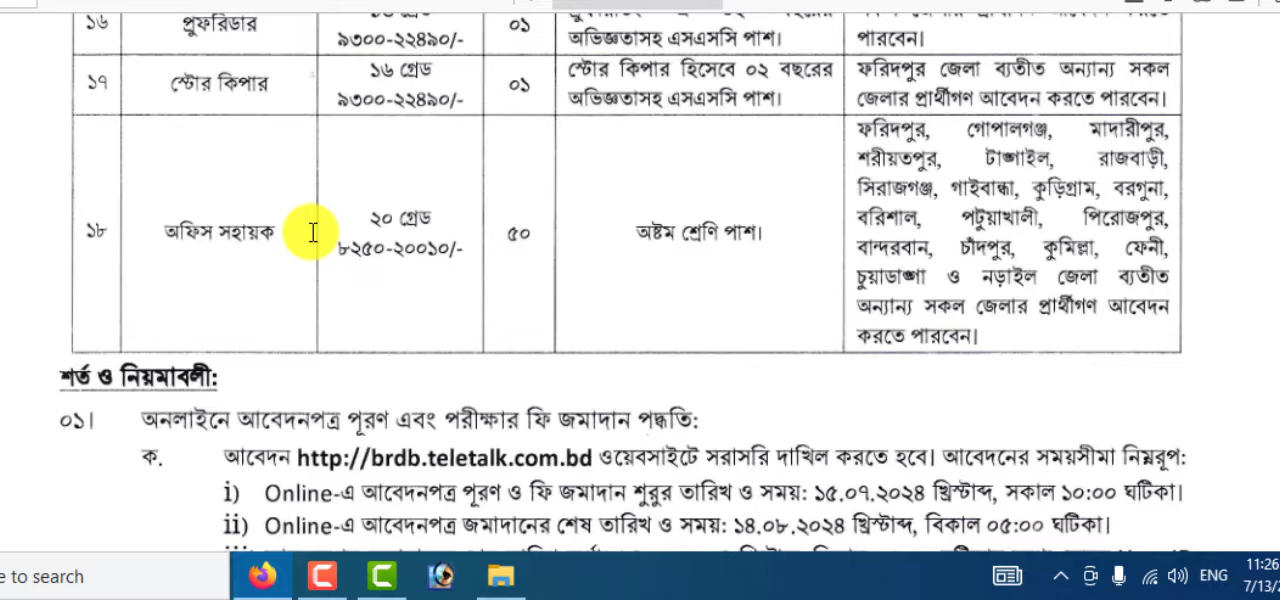 ১৬ প্রুফরিডার ৯৩০০-২২৪৯০/- ০১ অভিজ্ঞতাসহ এসএসসি পাশ। পারবেন।
১৭ স্টোর কিপার ১৬ গ্রেড ০১ স্টোর কিপার হিসেবে ০২ বছরের ফরিদপুর জেলা ব্যতীত অন্যান্য সকল
৯৩০০-২২৪৯০/- অভিজ্ঞতাসহ এসএসসি পাশ। জেলার প্রার্থীগণ আবেদন করতে পারবেন।
১৮ অফিস সহায়ক ২০ গ্রেড
৮২৫০-২০০১০/- ৫০ অষ্টম শ্রেণি পাশ।
ফরিদপুর, গোপালগঞ্জ, মাদারীপুর,
শরীয়তপুর, টাঙ্গাইল, রাজবাড়ী,
সিরাজগঞ্জ, গাইবান্ধা, কুড়িগ্রাম, বরগুনা,
বরিশাল, পটুয়াখালী, পিরোজপুর,
বান্দরবান, চাঁদপুর, কুমিল্লা, ফেনী,
চুয়াডাঙ্গা ও নড়াইল জেলা ব্যতীত
অন্যান্য সকল জেলার প্রার্থীগণ আবেদন
করতে পারবেন।
শর্ত ও নিয়মাবলী:
০১। অনলাইনে আবেদনপত্র পূরণ এবং পরীক্ষার ফি জমাদান পদ্ধতি:
ক. আবেদন http://brdb.teletalk.com.bd ওয়েবসাইটে সরাসরি দাখিল করতে হবে। আবেদনের সময়সীমা নিম্নরূপ:
i) Online-এ আবেদনপত্র পূরণ ও ফি জমাদান শুরুর তারিখ ও সময়: ১৫.০৭.২০২৪ খ্রিস্টাব্দ, সকাল ১০:০০ ঘটিকা।
ii) Online-এ আবেদনপত্র জমাদানের শেষ তারিখ ও সময়: ১৪.০৮.২০২৪ খ্রিস্টাব্দ, বিকাল ০৫:০০ ঘটিকা।
e to search
ENG
11:26
7/13/2